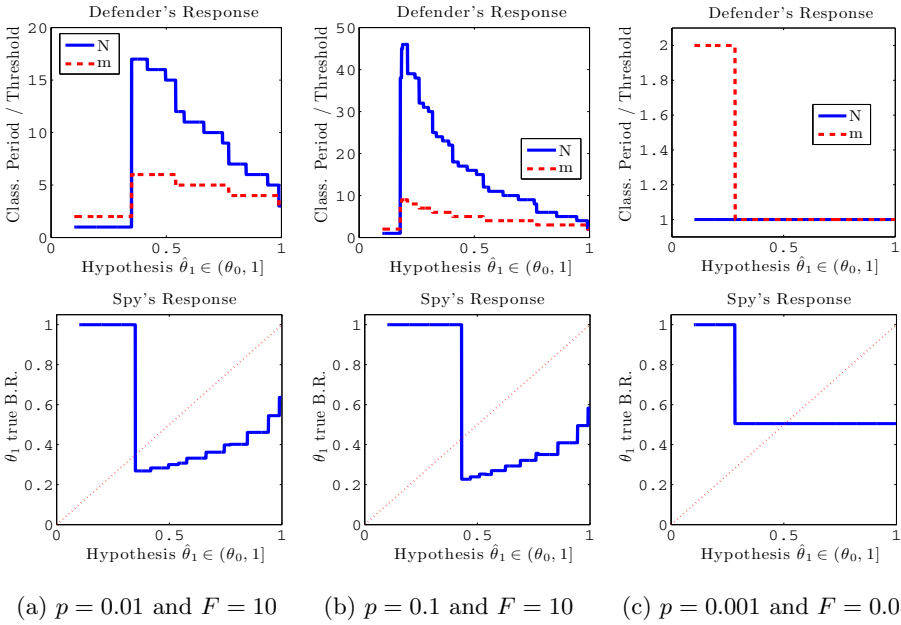 Defender's Response
Class. Period / Threshold
20
15
10
5
0
N
m
0
0.5
1
Hypothesis θ̂₁ ∈ (θ₀, 1]
Defender's Response
Class. Period / Threshold
50
40
30
20
10
0
N
m
0
0.5
1
Hypothesis θ̂₁ ∈ (θ₀, 1]
Defender's Response
Class. Period / Threshold
2
1.8
1.6
1.4
1.2
1
N
m
0
0.5
1
Hypothesis θ̂₁ ∈ (θ₀, 1]
Spy's Response
θ₁ true B.R.
1
0.8
0.6
0.4
0.2
0
0
0.5
1
Hypothesis θ̂₁ ∈ (θ₀, 1]
Spy's Response
θ₁ true B.R.
1
0.8
0.6
0.4
0.2
0
0
0.5
1
Hypothesis θ̂₁ ∈ (θ₀, 1]
Spy's Response
θ₁ true B.R.
1
0.8
0.6
0.4
0.2
0
0
0.5
1
Hypothesis θ̂₁ ∈ (θ₀, 1]
(a) p = 0.01 and F = 10
(b) p = 0.1 and F = 10
(c) p = 0.001 and F = 0.0